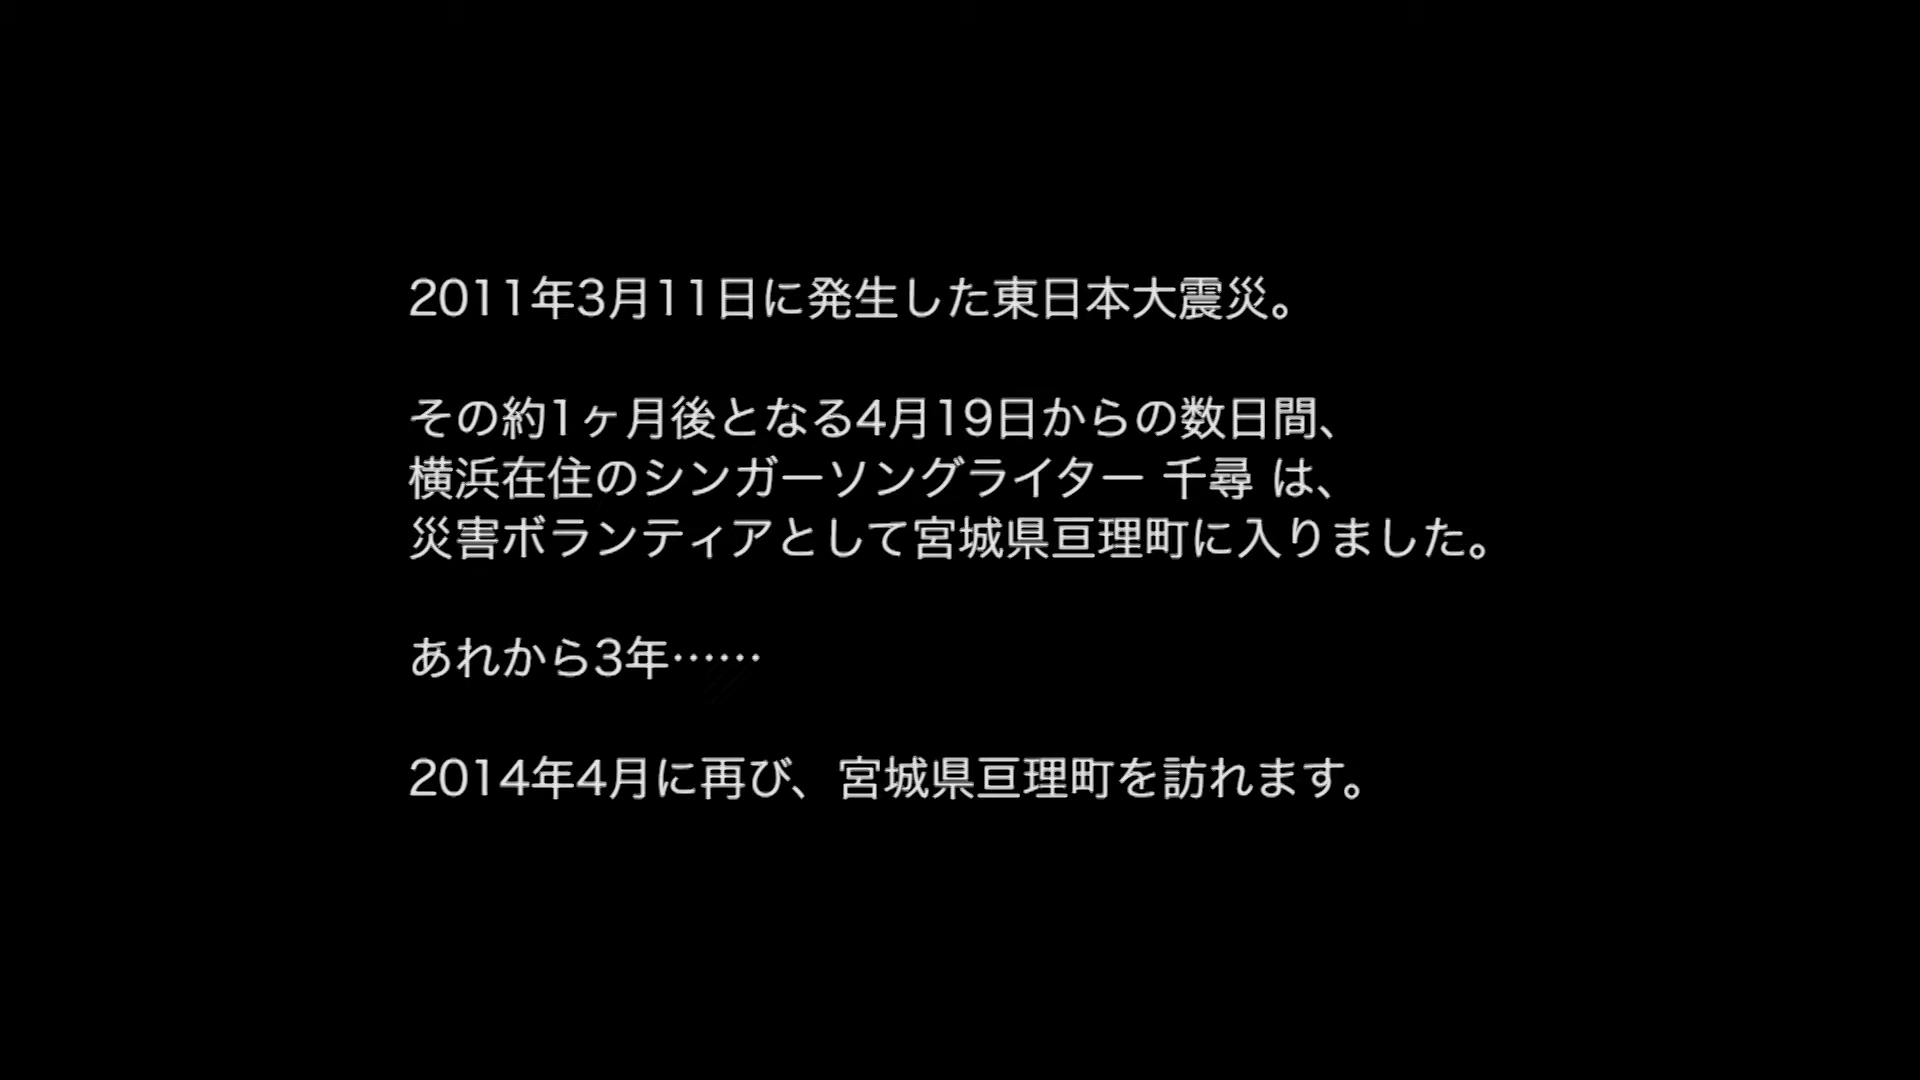 2011年3月11日に発生した東日本大震災。
その約1ヶ月後となる4月19日からの数日間、
横浜在住のシンガーソングライター 千尋 は、
災害ボランティアとして宮城県亘理町に入りました。
あれから3年……
2014年4月に再び、宮城県亘理町を訪れます。